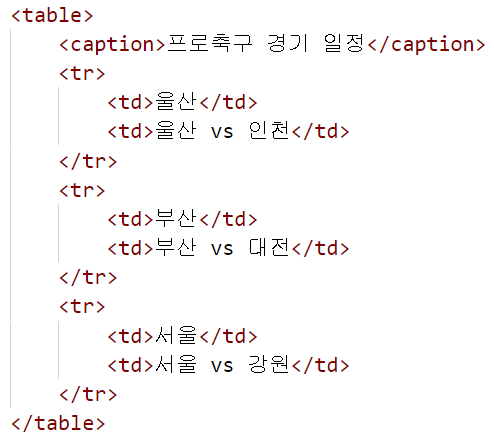 <table>
<caption>프로축구 경기 일정</caption>
<tr>
<td>울산</td>
<td>울산 vs 인천</td>
</tr>
<tr>
<td>부산</td>
<td>부산 vs 대전</td>
</tr>
<tr>
<td>서울</td>
<td>서울 vs 강원</td>
</tr>
</table>